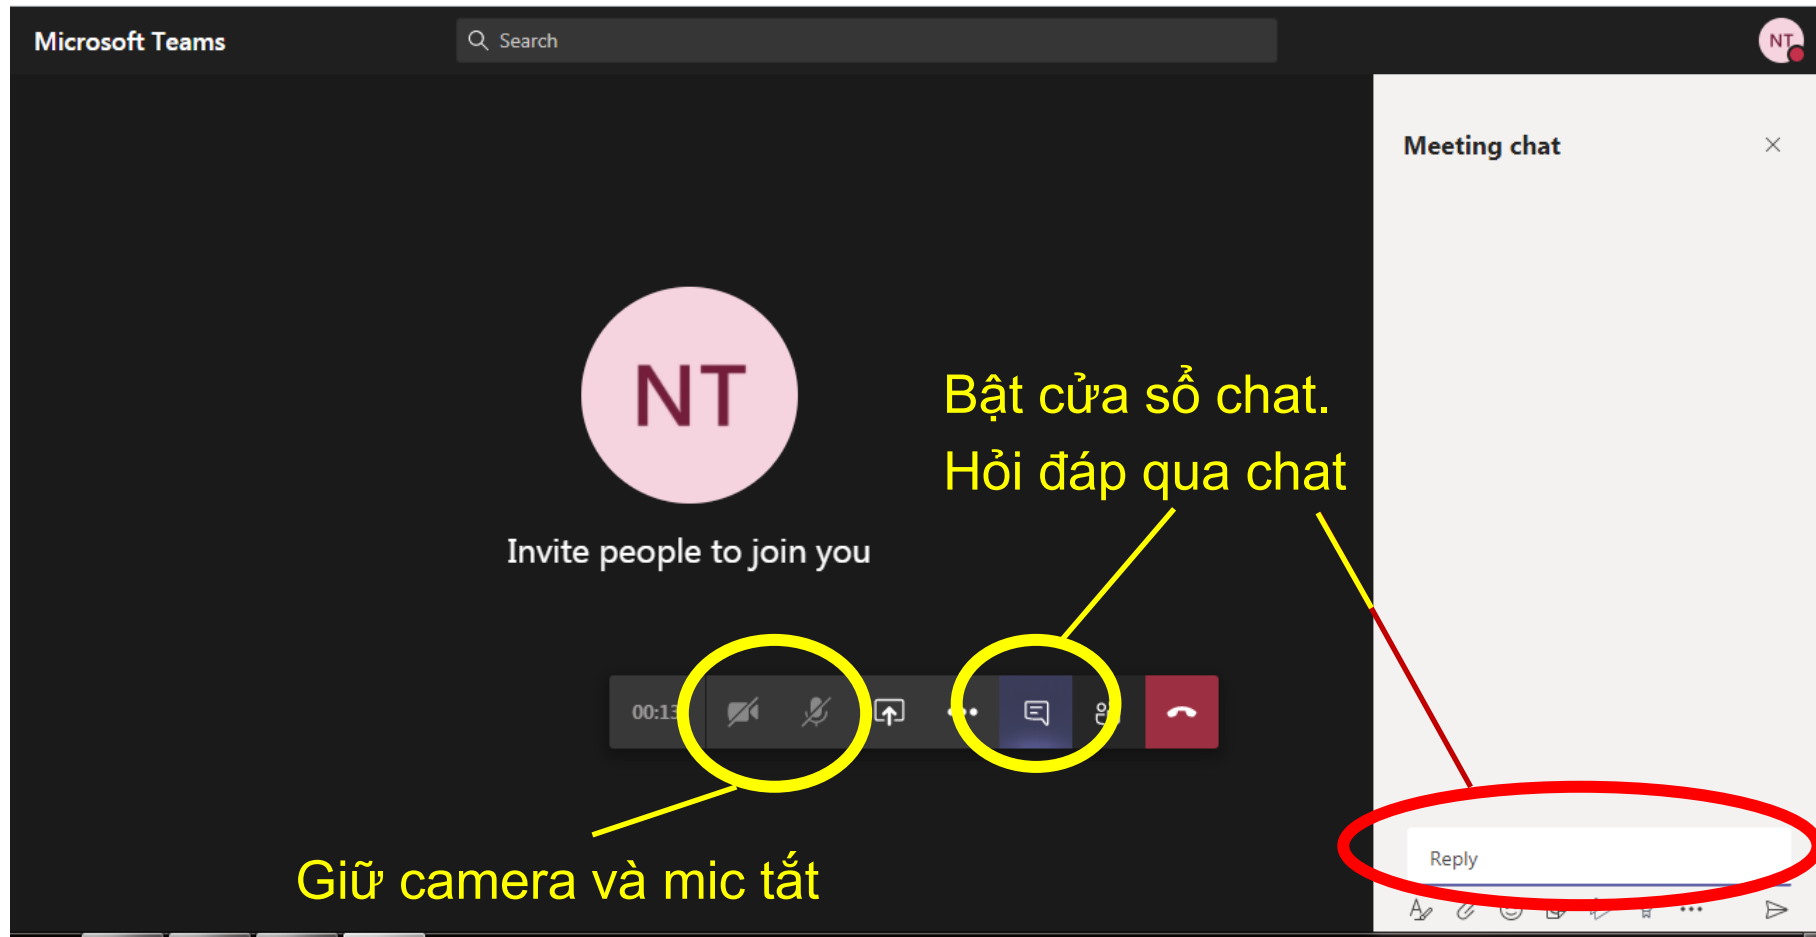 Microsoft Teams
Search
NT
Meeting chat
NT
Bật cửa sổ chat.
Hỏi đáp qua chat
Invite people to join you
00:13
Giữ camera và mic tắt
Reply